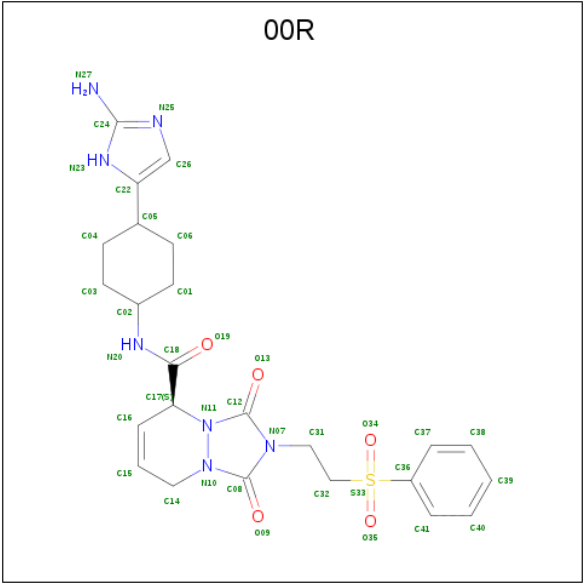 00R
N27
H₂N
N25
C24
N
HN
N23
C26
C22
C05
C04
C06
C03
C01
C02
HN
N20
C18
O19
O
O13
O
C17(S)
N11
C12
C16
N
N07
O34
O
C37
C38
C31
N
C36
C39
C15
N
N10
C08
C32
S33
S
C14
O09
O
O
O35
C41
C40